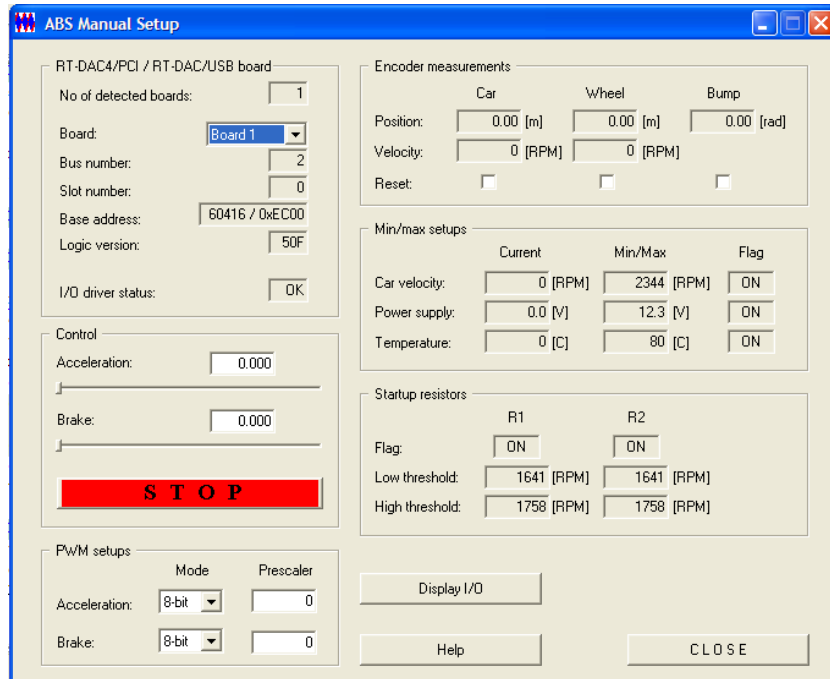 ABS Manual Setup
RT-DAC4/PCI / RT-DAC/USB board
No of detected boards: 1
Board: Board 1
Bus number: 2
Slot number: 0
Base address: 60416 / 0xEC00
Logic version: 50F
I/O driver status: OK
Control
Acceleration: 0.000
Brake: 0.000
S T O P
PWM setups
Mode Prescaler
Acceleration: 8-bit 0
Brake: 8-bit 0
Encoder measurements
Car Wheel Bump
Position: 0.00 [m] 0.00 [m] 0.00 [rad]
Velocity: 0 [RPM] 0 [RPM]
Reset:
Min/max setups
Current Min/Max Flag
Car velocity: 0 [RPM] 2344 [RPM] ON
Power supply: 0.0 [V] 12.3 [V] ON
Temperature: 0 [C] 80 [C] ON
Startup resistors
R1 R2
Flag: ON ON
Low threshold: 1641 [RPM] 1641 [RPM]
High threshold: 1758 [RPM] 1758 [RPM]
Display I/O
Help CLOSE